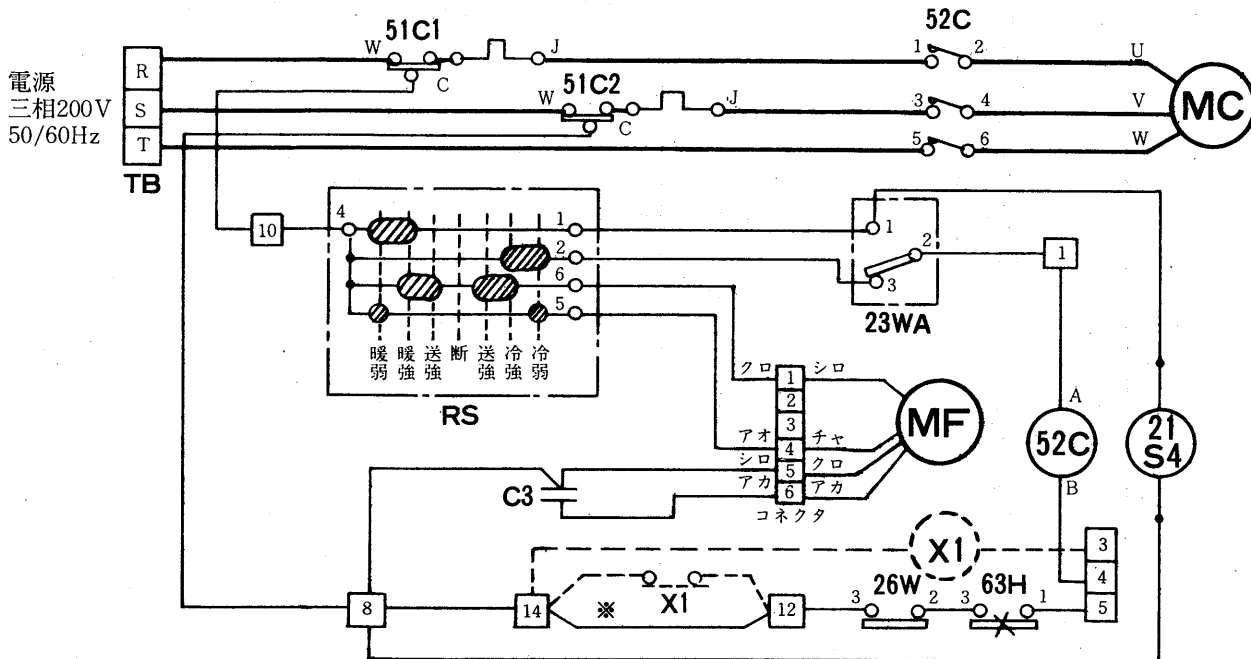 51C1
52C
W
J
1
2
U
R
電源
三相200V
50/60Hz
C
51C2
MC
S
W
J
3
4
V
C
T
5
6
W
TB
10
4
1
1
2
2
1
6
3
5
23WA
暖弱
暖強
送強
断
送強
冷強
冷弱
RS
クロ
1
シロ
2
3
MF
アオ
4
チャ
シロ
5
クロ
アカ
6
アカ
コネクタ
C3
A
52C
B
21
S4
X1
3
4
5
8
14
※
X1
12
3
26W
2
3
63H
1